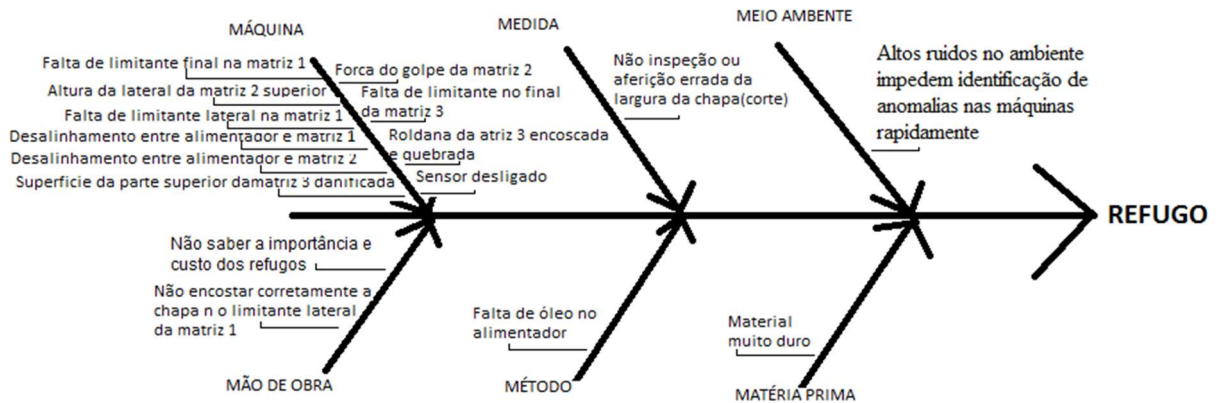 MÁQUINA
Falta de limitante final na matriz 1
Altura da lateral da matriz 2 superior
Falta de limitante lateral na matriz 1
Desalinhamento entre alimentador e matriz 1
Desalinhamento entre alimentador e matriz 2
Superficie da parte superior damatriz 3 danificada
Forca do golpe da matriz 2
Falta de limitante no final
da matriz 3
Roldana da atriz 3 encoscada
e quebrada
Sensor desligado
MEDIDA
Não inspeção ou
aferição errada da
largura da chapa(corte)
MEIO AMBENTE
Altos ruidos no ambiente
impedem identificação de
anomalias nas máquinas
rapidamente
REFUGO
Não saber a importância e
custo dos refugos
Não encostar corretamente a
chapa n o limitante lateral
da matriz 1
MÃO DE OBRA
Falta de óleo no
alimentador
MÉTODO
Material
muito duro
MATÉRIA PRIMA